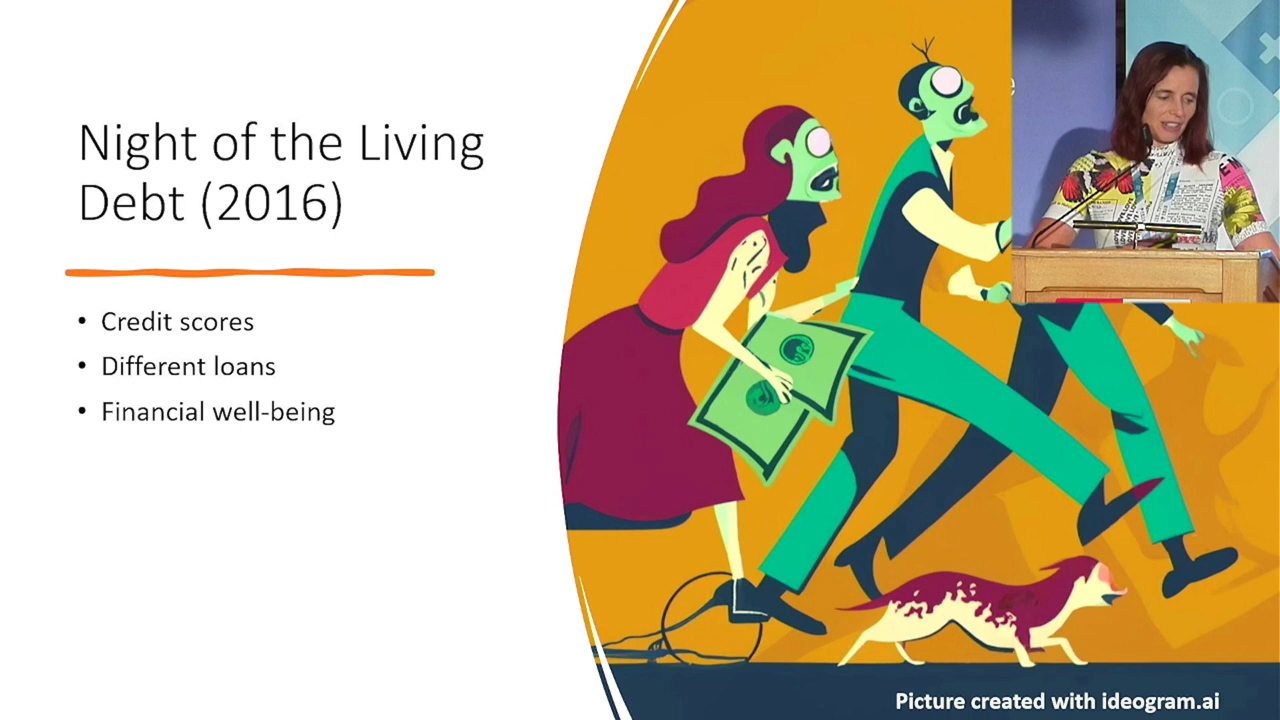 Night of the Living
Debt (2016)
• Credit scores
• Different loans
• Financial well-being
Picture created with ideogram.ai